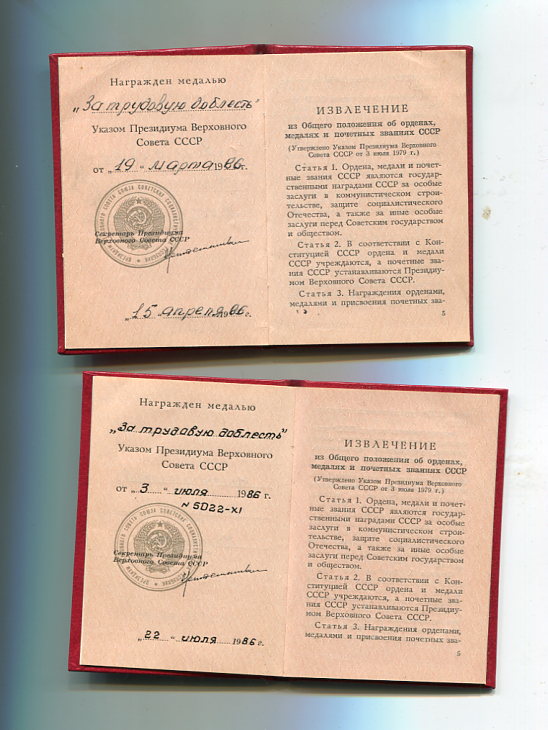 Награжден медалью
„За трудовую доблесть"
Указом Президиума Верховного
Совета СССР
от „19" марта 1986г.
Секретарь Президиума
Верховного Совета СССР
„15" апреля 1986г.
ИЗВЛЕЧЕНИЕ
из Общего положения об орденах,
медалях и почетных званиях СССР
(Утверждено Указом Президиума Верховного
Совета СССР от 3 июля 1979 г.)
Статья 1. Ордена, медали и почет-
ные звания СССР являются государ-
ственными наградами СССР за особые
заслуги в коммунистическом строи-
тельстве, защите социалистического
Отечества, а также за иные особые
заслуги перед Советским государством
и обществом.
Статья 2. В соответствии с Кон-
ституцией СССР ордена и медали
СССР учреждаются, а почетные зва-
ния СССР устанавливаются Президиу-
мом Верховного Совета СССР.
Статья 3. Награждения орденами,
медалями и присвоения почетных зва-
5
Награжден медалью
„За трудовую доблесть"
Указом Президиума Верховного
Совета СССР
от „3" июля 1986 г.
№ 5022-XI
Секретарь Президиума
Верховного Совета СССР
„22" июля 1986г.
ИЗВЛЕЧЕНИЕ
из Общего положения об орденах,
медалях и почетных званиях СССР
(Утверждено Указом Президиума Верховного
Совета СССР от 3 июля 1979 г.)
Статья 1. Ордена, медали и почет-
ные звания СССР являются государ-
ственными наградами СССР за особые
заслуги в коммунистическом строи-
тельстве, защите социалистического
Отечества, а также за иные особые
заслуги перед Советским государством
и обществом.
Статья 2. В соответствии с Кон-
ституцией СССР ордена и медали
СССР учреждаются, а почетные зва-
ния СССР устанавливаются Президиу-
мом Верховного Совета СССР.
Статья 3. Награждения орденами,
медалями и присвоения почетных зва-
5